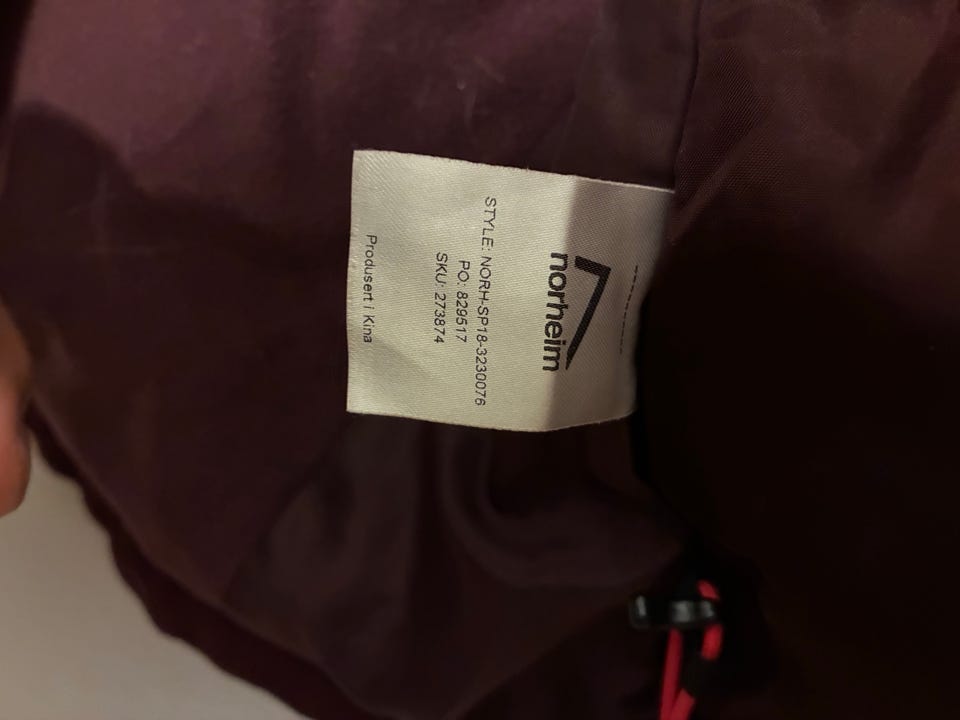 norheim
STYLE: NORH-SP18-3230076
PO: 829517
SKU: 273874
Produsert i Kina